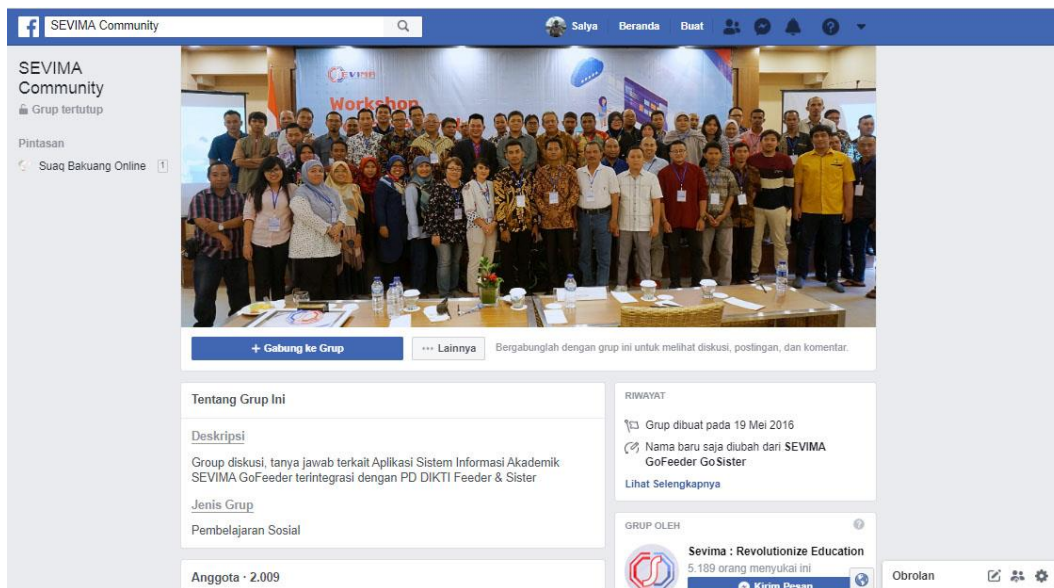 SEVIMA Community
Salya Beranda Buat
SEVIMA
Community
Grup tertutup
Pintasan
Suaq Bakuang Online 1
SEVIMA
Workshop
+ Gabung ke Grup
... Lainnya
Bergabunglah dengan grup ini untuk melihat diskusi, postingan, dan komentar.
Tentang Grup Ini
Deskripsi
Group diskusi, tanya jawab terkait Aplikasi Sistem Informasi Akademik
SEVIMA GoFeeder terintegrasi dengan PD DIKTI Feeder & Sister
Jenis Grup
Pembelajaran Sosial
Anggota · 2.009
RIWAYAT
Grup dibuat pada 19 Mei 2016
Nama baru saja diubah dari SEVIMA
GoFeeder GoSister
Lihat Selengkapnya
GRUP OLEH
Sevima : Revolutionize Education
5.189 orang menyukai ini
Kirim Pesan
Obrolan